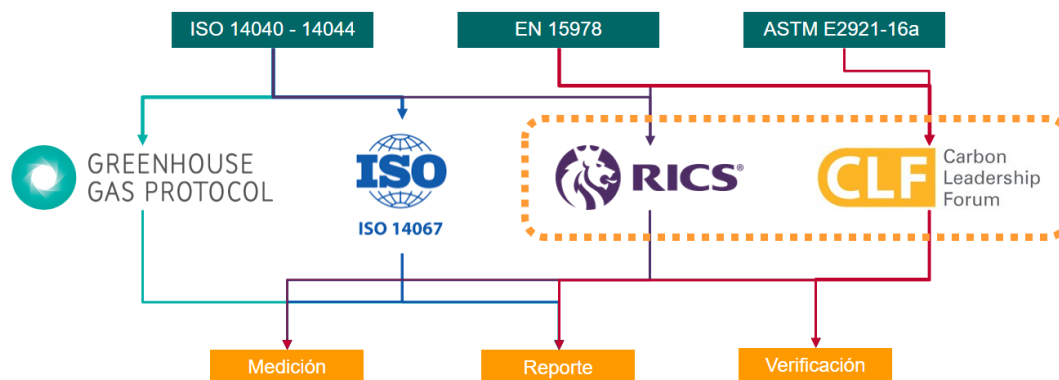 ISO 14040 - 14044
EN 15978
ASTM E2921-16a
GREENHOUSE
GAS PROTOCOL
ISO
ISO 14067
RICS®
CLF
Carbon
Leadership
Forum
Medición
Reporte
Verificación